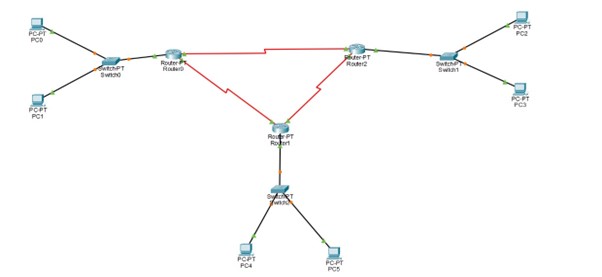 PC-PT
PC0
Switch-PT
Switch0
Router-PT
Router0
Router-PT
Router2
Switch-PT
Switch1
PC-PT
PC2
PC-PT
PC1
PC-PT
PC3
Router-PT
Router1
Switch-PT
Switch2
PC-PT
PC4
PC-PT
PC5